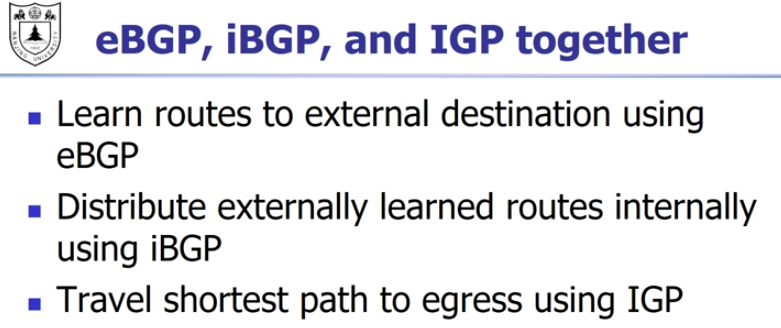 eBGP, iBGP, and IGP together
Learn routes to external destination using
eBGP
Distribute externally learned routes internally
using iBGP
Travel shortest path to egress using IGP